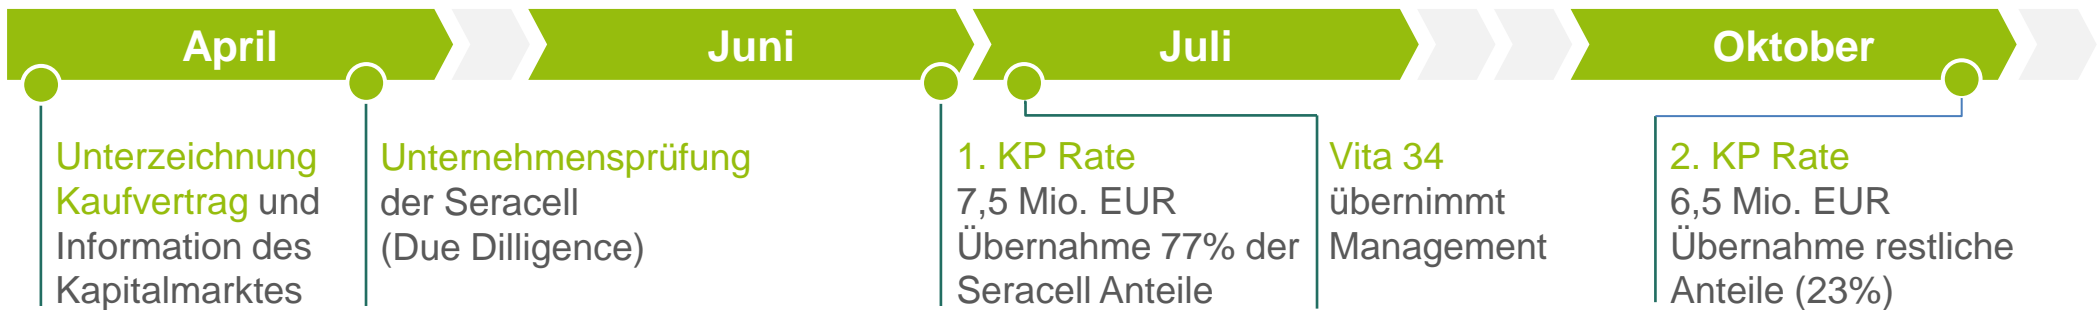 April
Juni
Juli
Oktober
Unterzeichnung
Kaufvertrag und
Information des
Kapitalmarktes
Unternehmensprüfung
der Seracell
(Due Dilligence)
1. KP Rate
7,5 Mio. EUR
Übernahme 77% der
Seracell Anteile
Vita 34
übernimmt
Management
2. KP Rate
6,5 Mio. EUR
Übernahme restliche
Anteile (23%)